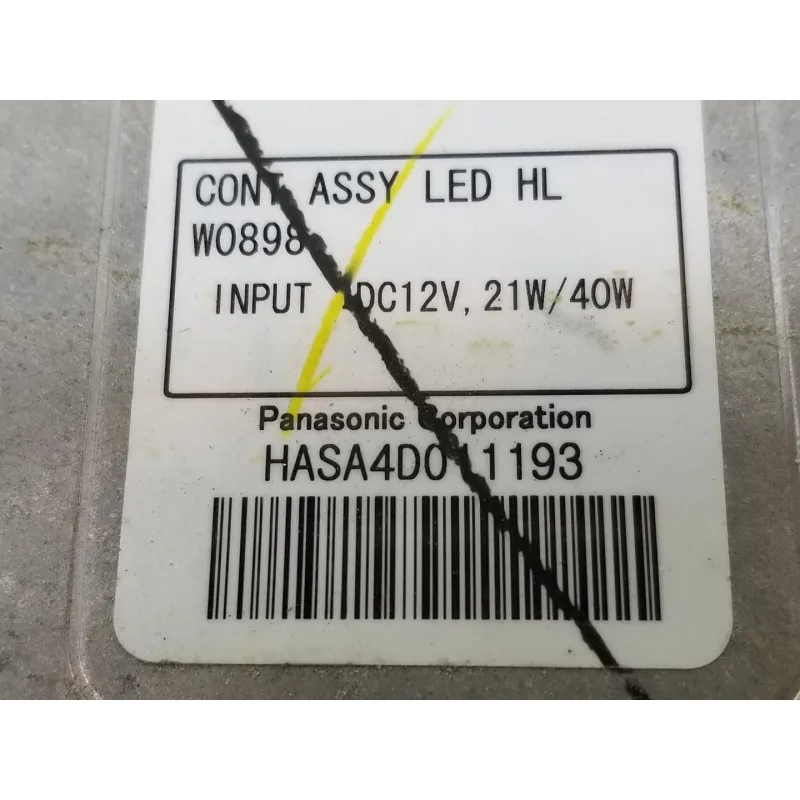 CONT ASSY LED HL
W0898
INPUT DC12V, 21W/40W
Panasonic Corporation
HASA4D011193